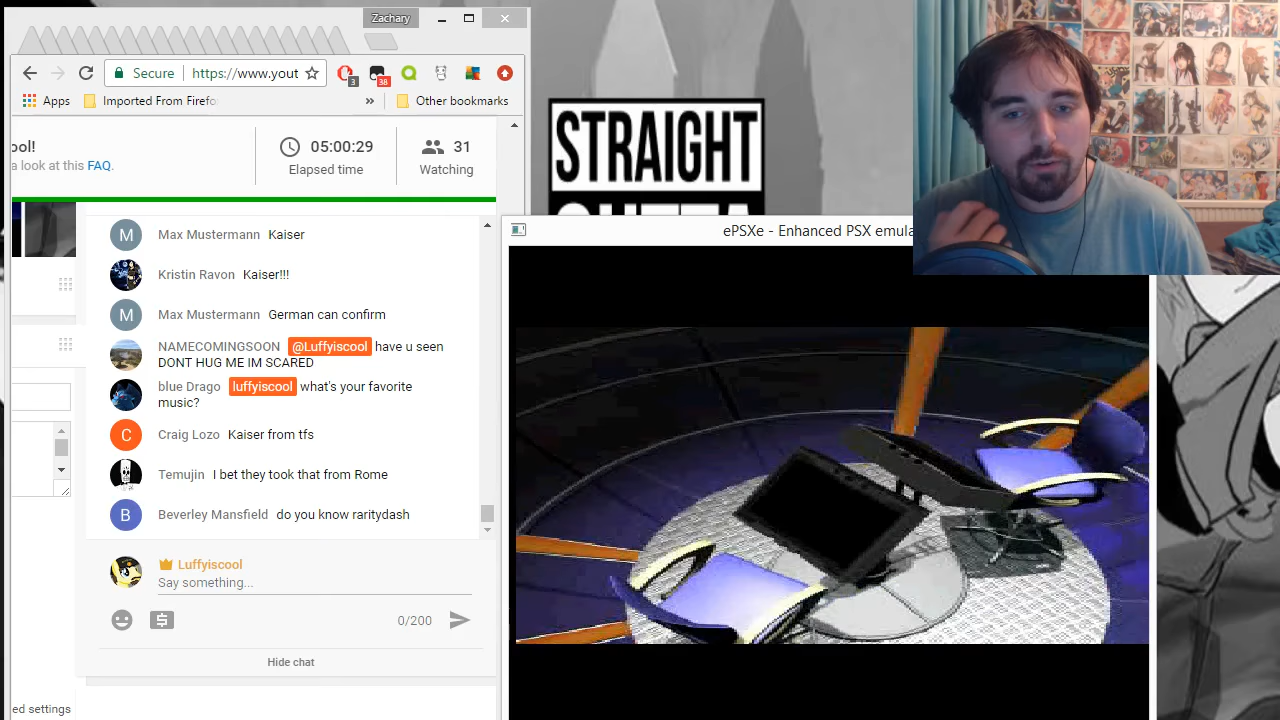 Zachary
Secure
https://www.yout
3
38
Apps
Imported From Firefo
»
Other bookmarks
ool!
a look at this FAQ.
05:00:29
Elapsed time
31
Watching
M
Max Mustermann Kaiser
Kristin Ravon Kaiser!!!
M
Max Mustermann German can confirm
NAMECOMINGSOON @Luffyiscool have u seen
DONT HUG ME IM SCARED
blue Drago luffyiscool what's your favorite
music?
C
Craig Lozo Kaiser from tfs
Temujin I bet they took that from Rome
B
Beverley Mansfield do you know raritydash
Luffyiscool
Say something...
0/200
Hide chat
ed settings
STRAIGHT
OUTTA
ePSXe - Enhanced PSX emula